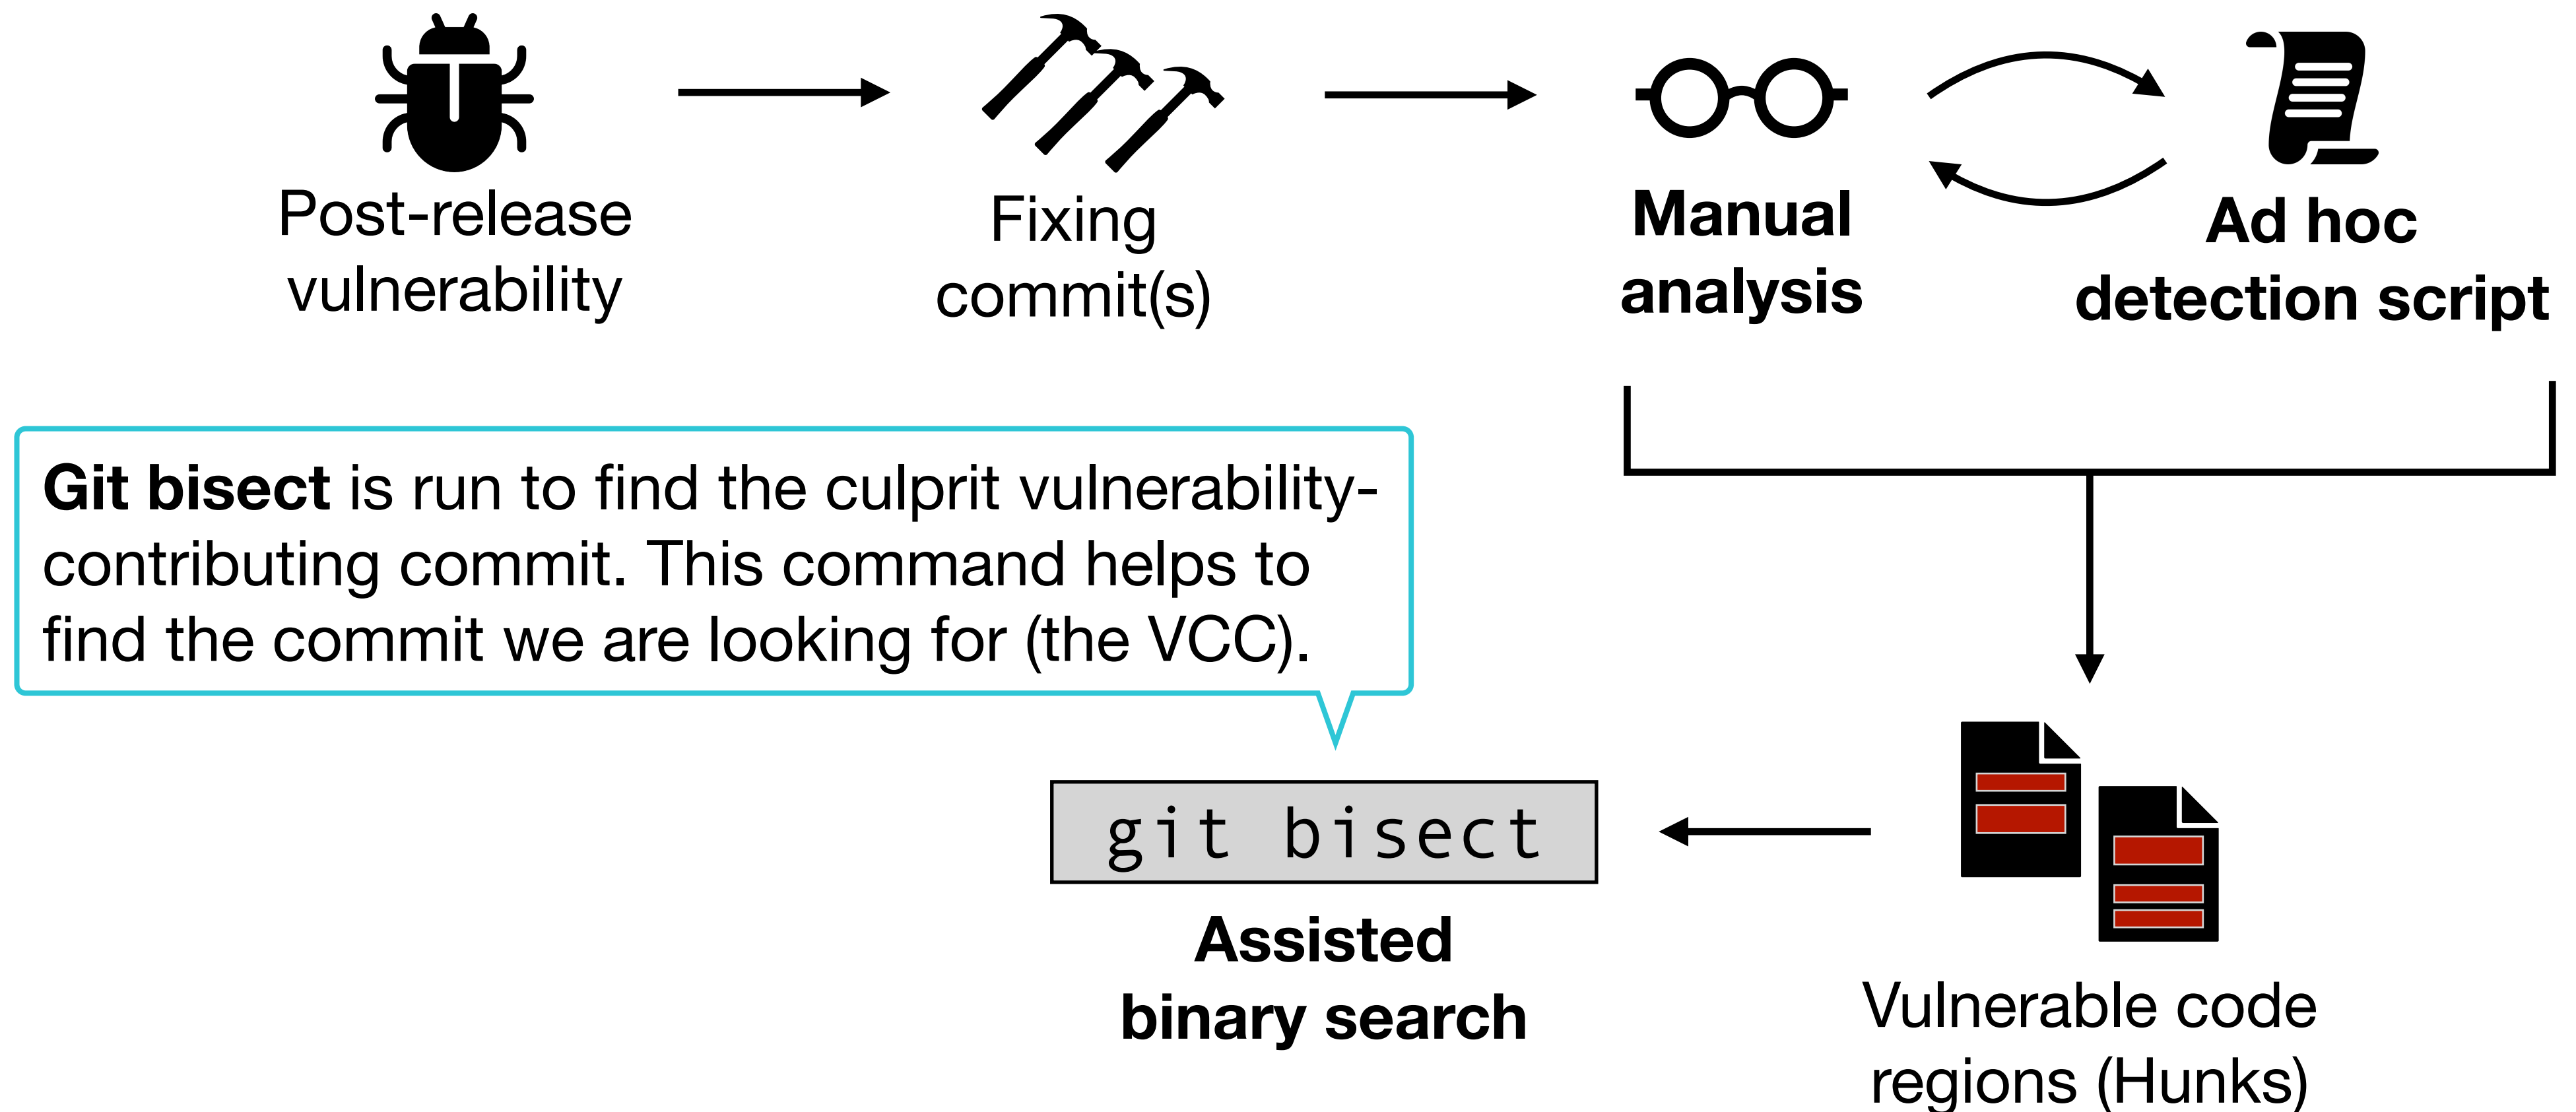 Post-release
vulnerability
Fixing
commit(s)
Manual
analysis
Ad hoc
detection script
Git bisect is run to find the culprit vulnerability-
contributing commit. This command helps to
find the commit we are looking for (the VCC).
git bisect
Assisted
binary search
Vulnerable code
regions (Hunks)